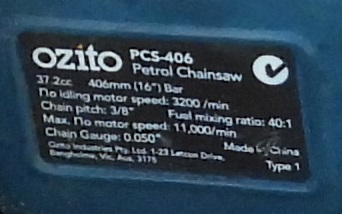 ozito PCS-406
Petrol Chainsaw
37.2cc 406mm (16") Bar
No idling motor speed: 3200 /min
Chain pitch: 3/8" Fuel mixing ratio: 40:1
Max. No motor speed: 11,000/min
Chain Gauge: 0.050" Made in China
Ozito Industries Pty. Ltd. 1-23 Letcon Drive,
Bangholme, Vic, Aus, 3175 Type 1